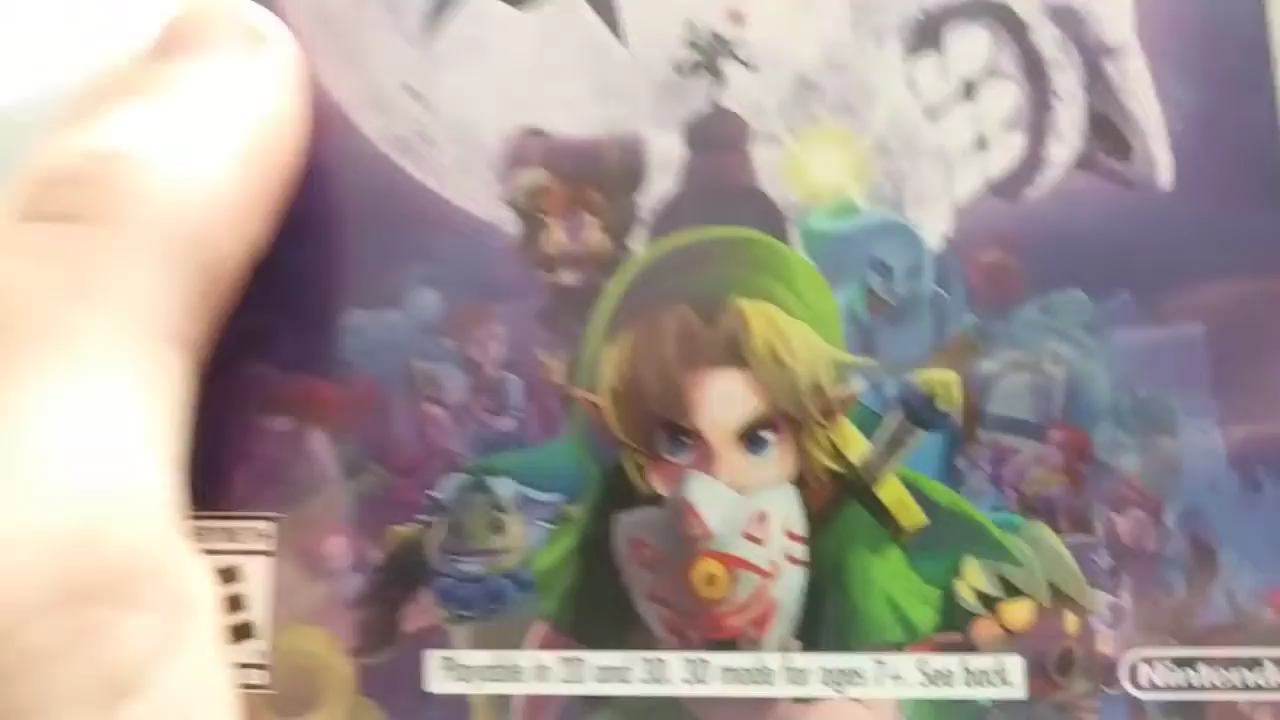 Playable in 2D and 3D. 3D mode for ages 7+. See back.
Nintendo